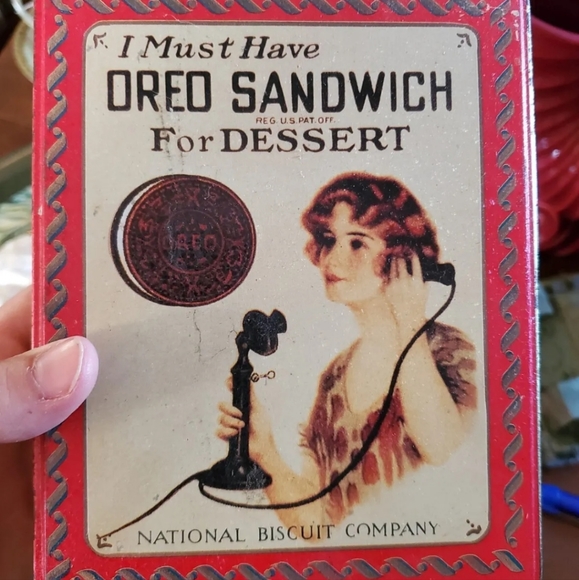 I Must Have
OREO SANDWICH
REG. U.S. PAT. OFF.
For DESSERT
OREO
NATIONAL BISCUIT COMPANY